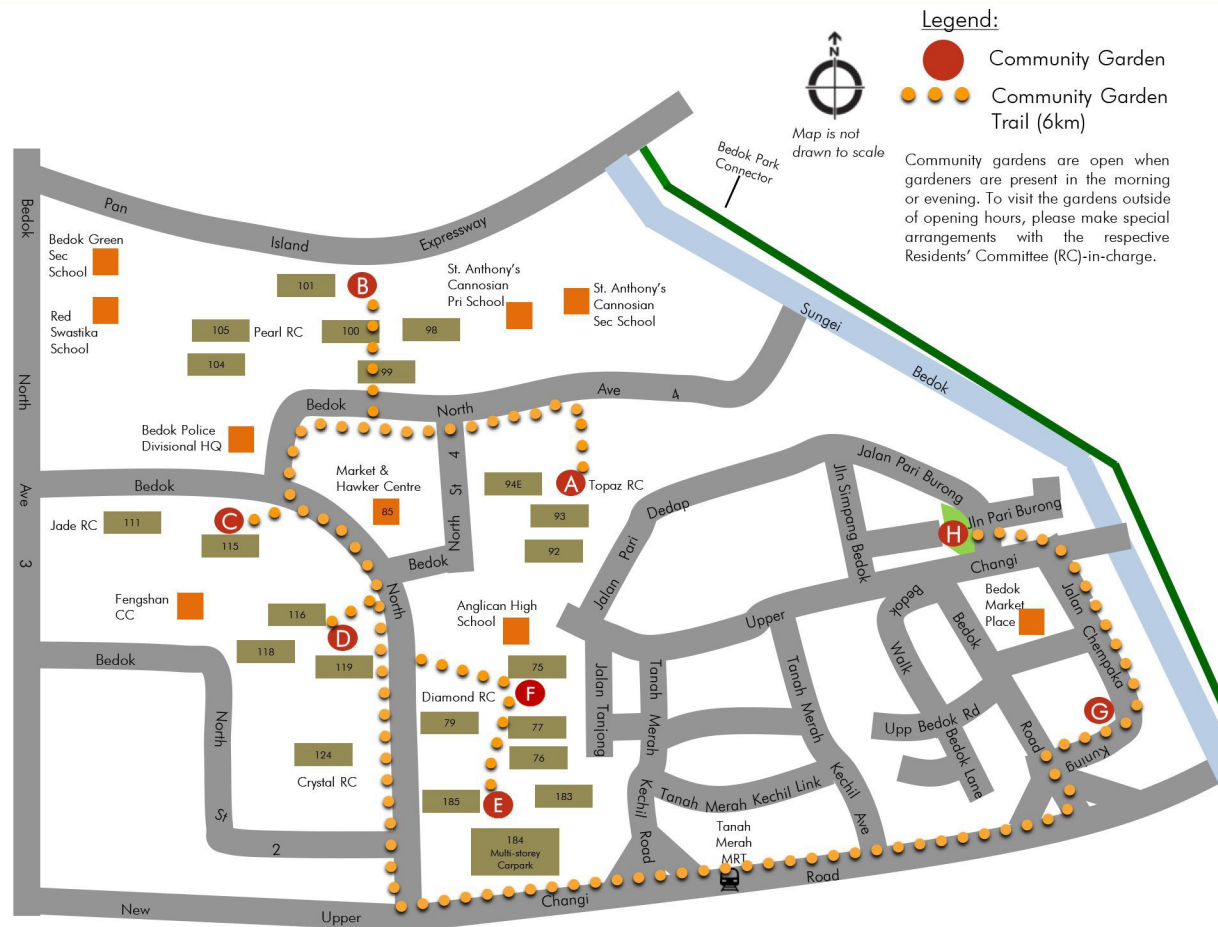 Legend:
Community Garden
Community Garden
Trail (6km)
N
Map is not
drawn to scale
Community gardens are open when
gardeners are present in the morning
or evening. To visit the gardens outside
of opening hours, please make special
arrangements with the respective
Residents' Committee (RC)-in-charge.
Bedok Park
Connector
Pan
Island
Expressway
Bedok
North
Ave
3
Bedok Green
Sec
School
Red
Swastika
School
101
B
St. Anthony's
Cannosian
Pri School
St. Anthony's
Cannosian
Sec School
105
Pearl RC
100
98
104
99
Sungei
Bedok
Bedok
North
Ave
4
Bedok Police
Divisional HQ
Market &
Hawker Centre
85
Bedok
North
St
4
94E
A
Topaz RC
93
92
Bedok
North
Jade RC
111
C
115
Fengshan
CC
116
D
118
119
Bedok
North
St
2
124
Crystal RC
Anglican High
School
75
Diamond RC
F
79
77
76
185
E
183
184
Multi-storey
Carpark
Jalan
Pari
Dedap
Jln Simpang Bedok
Jalan Pari Burong
Jln Pari Burong
H
Upper
Changi
Bedok
Walk
Bedok
Road
Bedok
Market
Place
Jalan
Chempaka
Kuning
G
Upp Bedok Rd
Bedok Lane
Jalan Tanjong
Tanah
Merah
Kechil
Road
Tanah Merah
Kechil
Ave
Tanah Merah Kechil Link
Tanah
Merah
MRT
New
Upper
Changi
Road